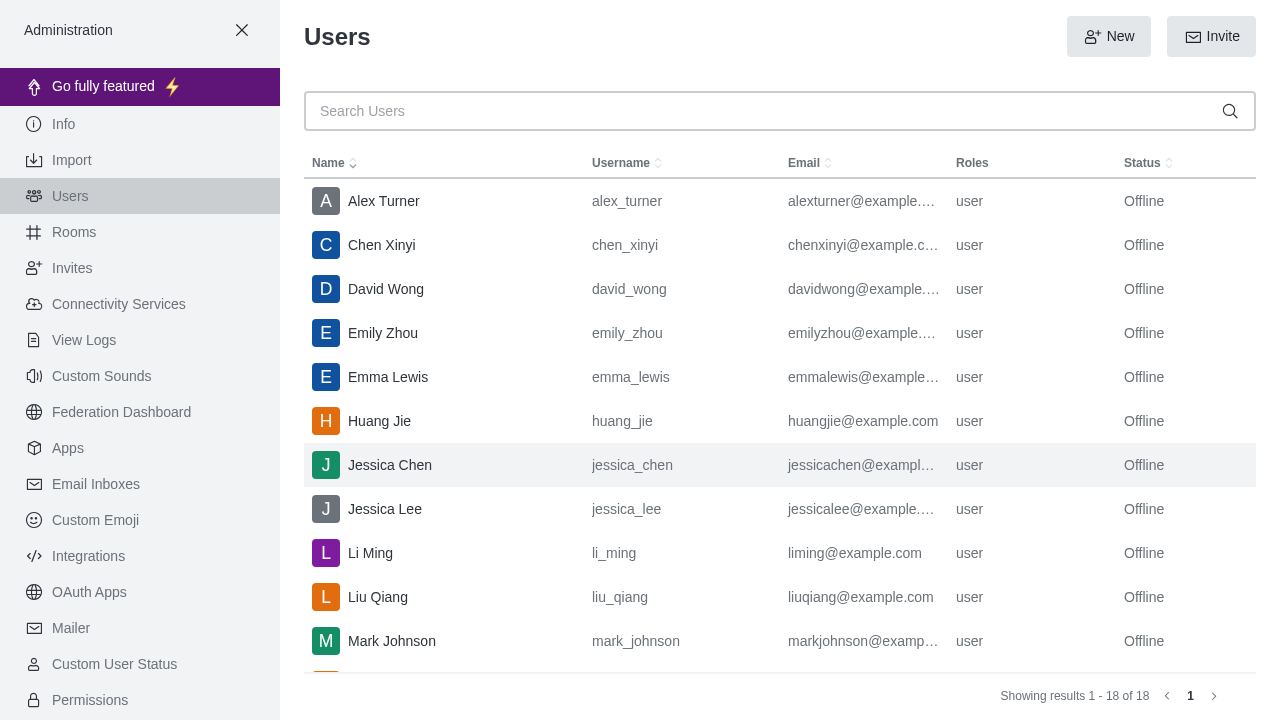 Administration
Go fully featured ⚡
Info
Import
Users
Rooms
Invites
Connectivity Services
View Logs
Custom Sounds
Federation Dashboard
Apps
Email Inboxes
Custom Emoji
Integrations
OAuth Apps
Mailer
Custom User Status
Permissions
Users
New
Invite
Search Users
Name Username Email Roles Status
A Alex Turner alex_turner alexturner@example.… user Offline
C Chen Xinyi chen_xinyi chenxinyi@example.c… user Offline
D David Wong david_wong davidwong@example.… user Offline
E Emily Zhou emily_zhou emilyzhou@example.… user Offline
E Emma Lewis emma_lewis emmalewis@example… user Offline
H Huang Jie huang_jie huangjie@example.com user Offline
J Jessica Chen jessica_chen jessicachen@exampl… user Offline
J Jessica Lee jessica_lee jessicalee@example.… user Offline
L Li Ming li_ming liming@example.com user Offline
L Liu Qiang liu_qiang liuqiang@example.com user Offline
M Mark Johnson mark_johnson markjohnson@examp… user Offline
Showing results 1 - 18 of 18 1